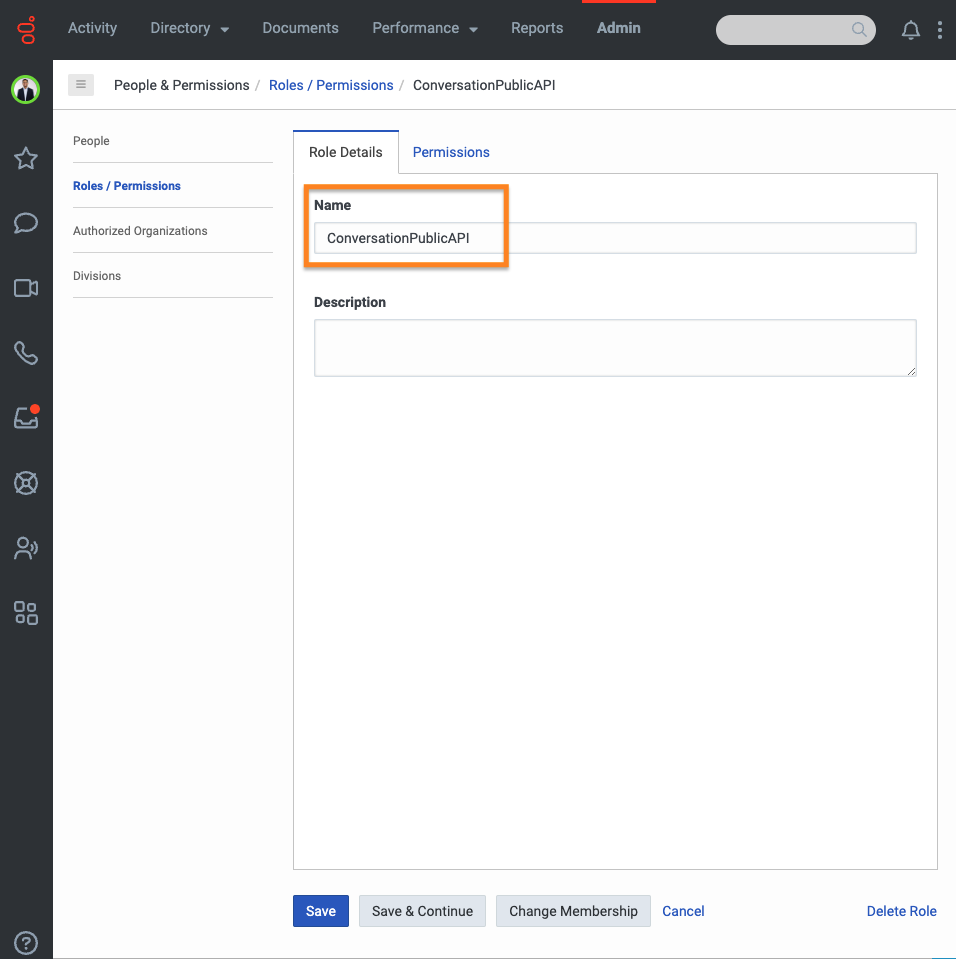 Activity Directory Documents Performance Reports Admin
People & Permissions / Roles / Permissions / ConversationPublicAPI
People
Roles / Permissions
Authorized Organizations
Divisions
Role Details Permissions
Name
ConversationPublicAPI
Description
Save Save & Continue Change Membership Cancel Delete Role